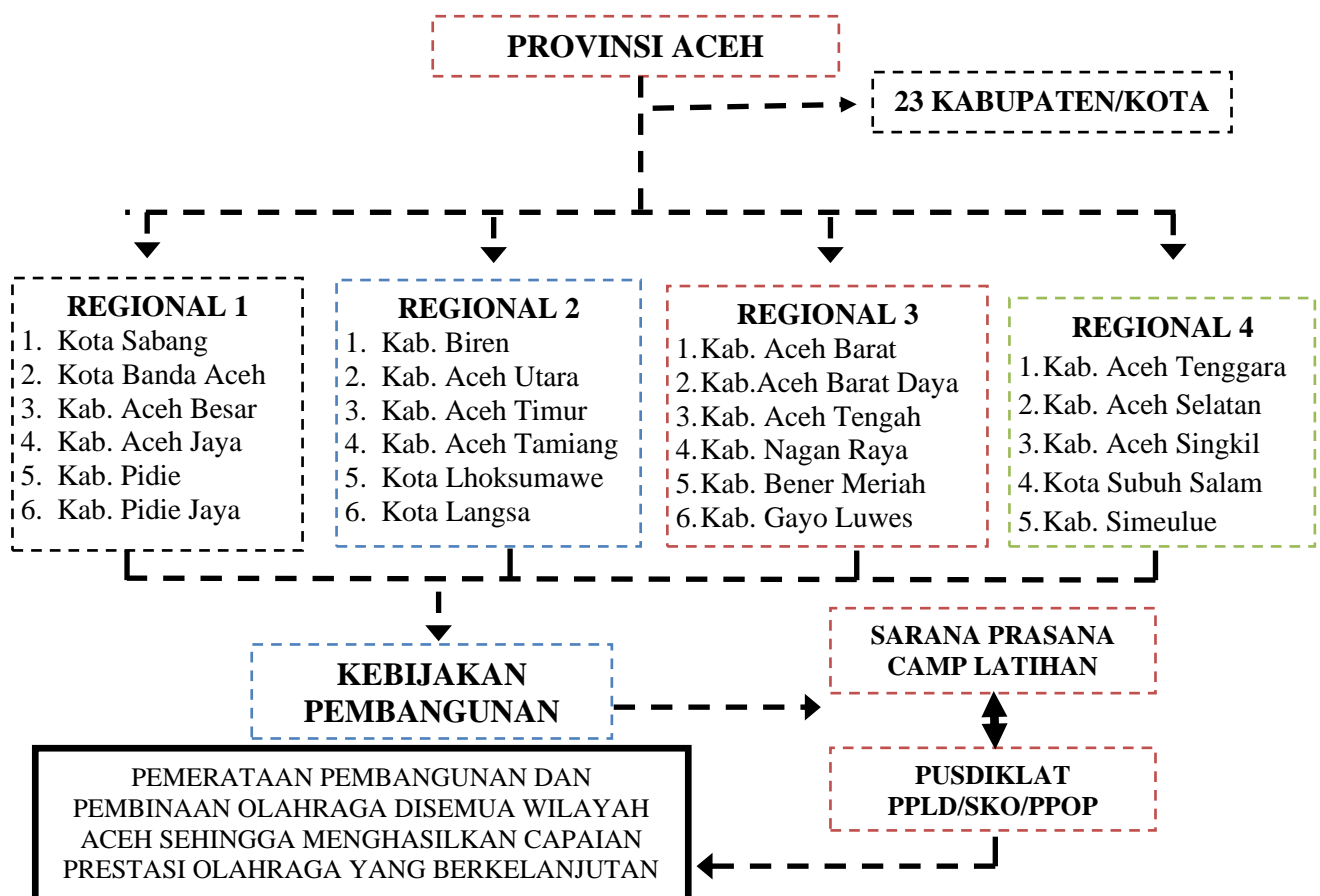 PROVINSI ACEH
23 KABUPATEN/KOTA
REGIONAL 1
1. Kota Sabang
2. Kota Banda Aceh
3. Kab. Aceh Besar
4. Kab. Aceh Jaya
5. Kab. Pidie
6. Kab. Pidie Jaya
REGIONAL 2
1. Kab. Biren
2. Kab. Aceh Utara
3. Kab. Aceh Timur
4. Kab. Aceh Tamiang
5. Kota Lhoksumawe
6. Kota Langsa
REGIONAL 3
1. Kab. Aceh Barat
2. Kab.Aceh Barat Daya
3. Kab. Aceh Tengah
4. Kab. Nagan Raya
5. Kab. Bener Meriah
6. Kab. Gayo Luwes
REGIONAL 4
1. Kab. Aceh Tenggara
2. Kab. Aceh Selatan
3. Kab. Aceh Singkil
4. Kota Subuh Salam
5. Kab. Simeulue
KEBIJAKAN
PEMBANGUNAN
SARANA PRASANA
CAMP LATIHAN
PUSDIKLAT
PPLD/SKO/PPOP
PEMERATAAN PEMBANGUNAN DAN
PEMBINAAN OLAHRAGA DISEMUA WILAYAH
ACEH SEHINGGA MENGHASILKAN CAPAIAN
PRESTASI OLAHRAGA YANG BERKELANJUTAN